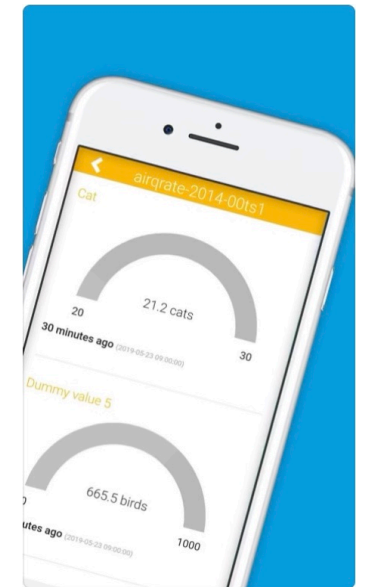 airqrate-2014-00ts1
Cat
21.2 cats
20
30
30 minutes ago (2019-05-23 09:00:00)
Dummy value 5
665.5 birds
0
1000
utes ago (2019-05-23 09:00:00)